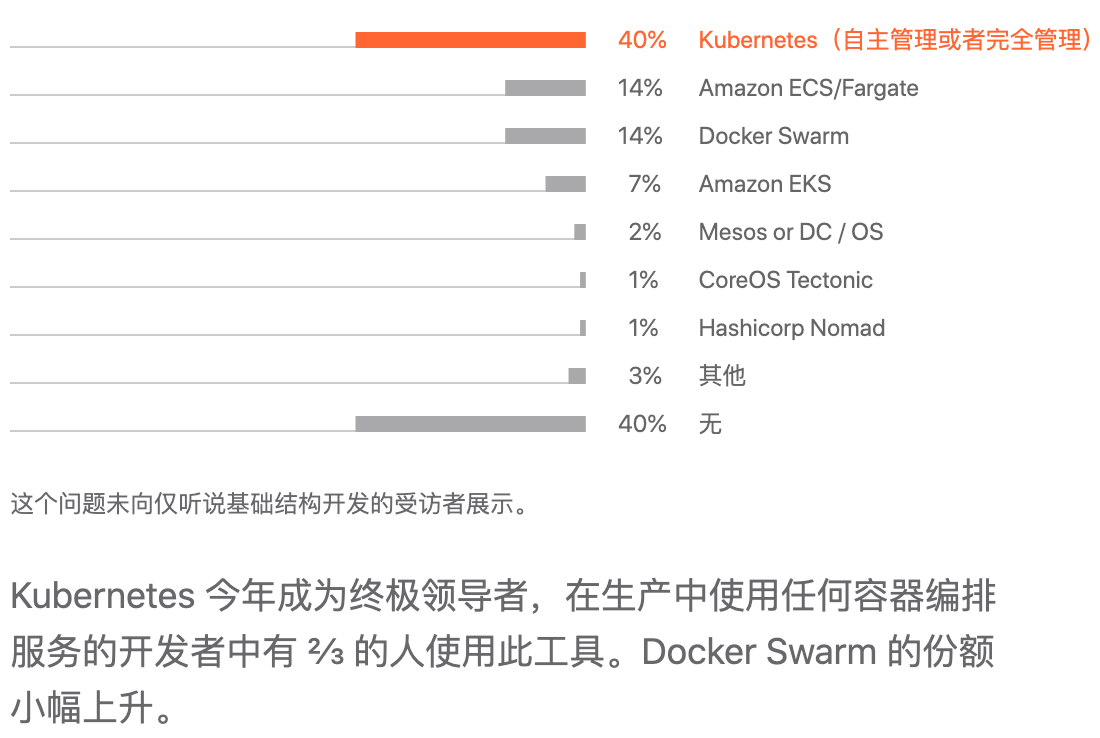 40% Kubernetes（自主管理或者完全管理）
14% Amazon ECS/Fargate
14% Docker Swarm
7% Amazon EKS
2% Mesos or DC / OS
1% CoreOS Tectonic
1% Hashicorp Nomad
3% 其他
40% 无
这个问题未向仅听说基础结构开发的受访者展示。
Kubernetes 今年成为终极领导者，在生产中使用任何容器编排
服务的开发者中有 ⅔ 的人使用此工具。Docker Swarm 的份额
小幅上升。